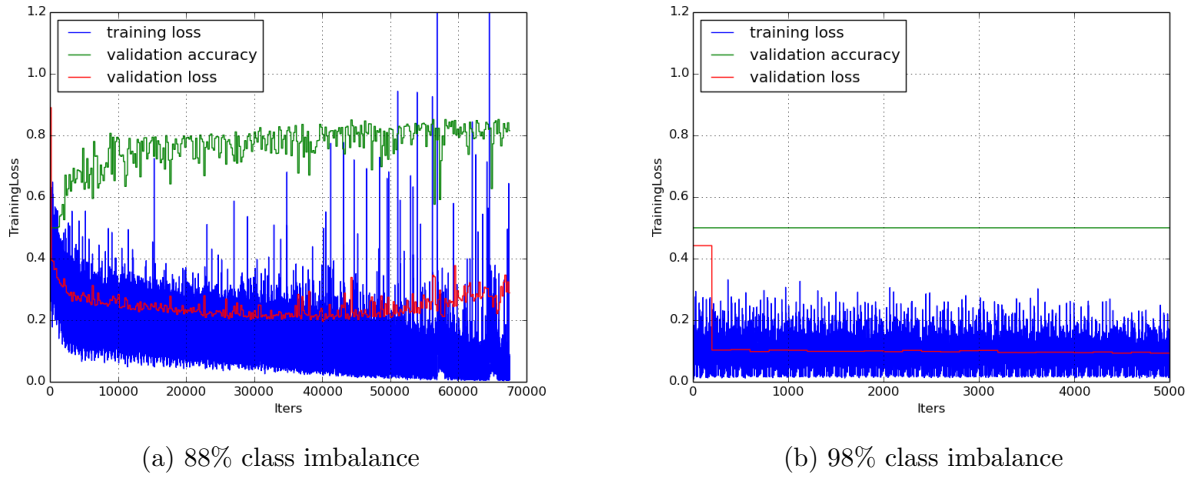 1.2
1.0
0.8
0.6
0.4
0.2
0.0
TrainingLoss
training loss
validation accuracy
validation loss
0 10000 20000 30000 40000 50000 60000 70000
Iters
(a) 88% class imbalance
1.2
1.0
0.8
0.6
0.4
0.2
0.0
TrainingLoss
training loss
validation accuracy
validation loss
0 1000 2000 3000 4000 5000
Iters
(b) 98% class imbalance